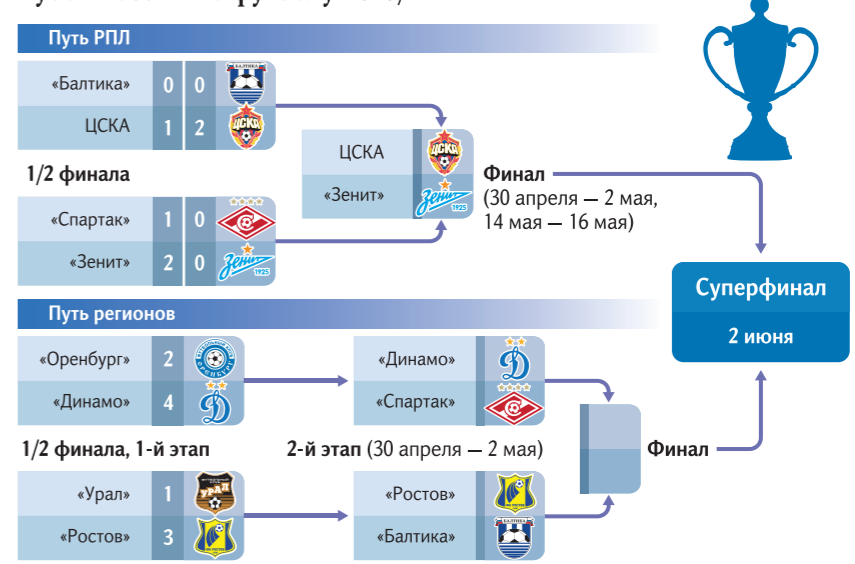 Путь РПЛ
«Балтика» 0 0
ЦСКА 1 2
1/2 финала
«Спартак» 1 0
«Зенит» 2 0
ЦСКА
«Зенит»
Финал
(30 апреля — 2 мая,
14 мая — 16 мая)
Суперфинал
2 июня
Путь регионов
«Оренбург» 2
«Динамо» 4
1/2 финала, 1-й этап
«Урал» 1
«Ростов» 3
«Динамо»
«Спартак»
2-й этап (30 апреля — 2 мая)
«Ростов»
«Балтика»
Финал